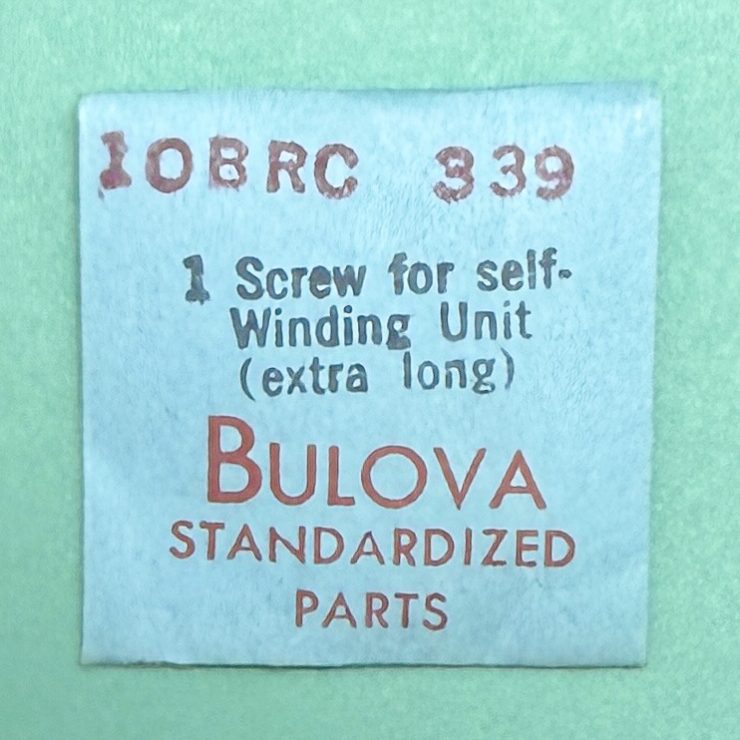 10BRC 339
1 Screw for self-
Winding Unit
(extra long)
BULOVA
STANDARDIZED
PARTS